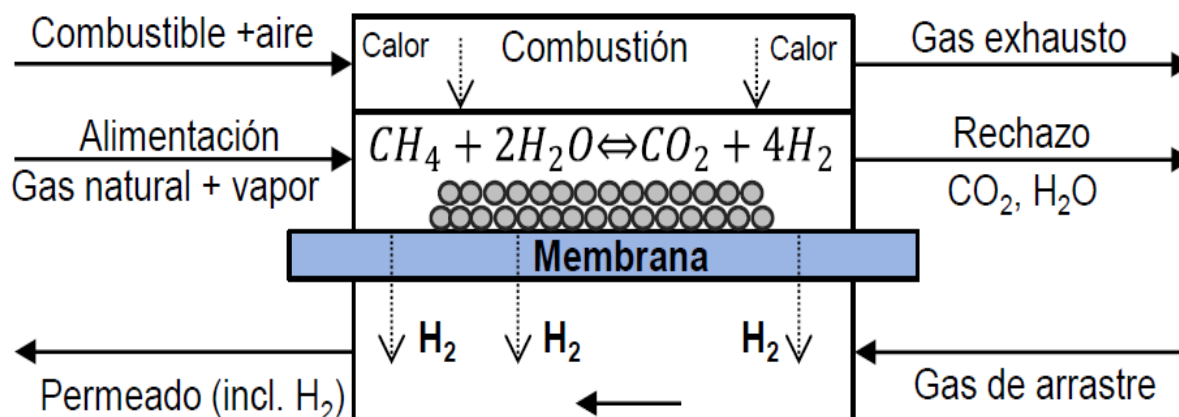 Combustible +aire
Calor
Combustión
Calor
Gas exhausto
Alimentación
Gas natural + vapor
CH₄ + 2H₂O⇔CO₂ + 4H₂
Rechazo
CO₂, H₂O
Membrana
H₂
H₂
H₂
Permeado (incl. H₂)
Gas de arrastre